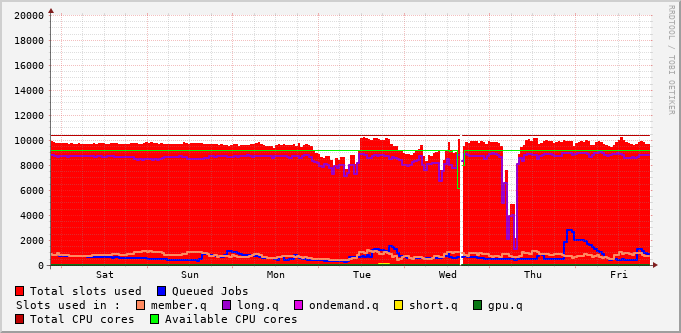 20000
18000
16000
14000
12000
10000
8000
6000
4000
2000
0
Sat Sun Mon Tue Wed Thu Fri
RRDTOOL / TOBI OETIKER
Total slots used Queued Jobs
Slots used in : member.q long.q ondemand.q short.q gpu.q
Total CPU cores Available CPU cores